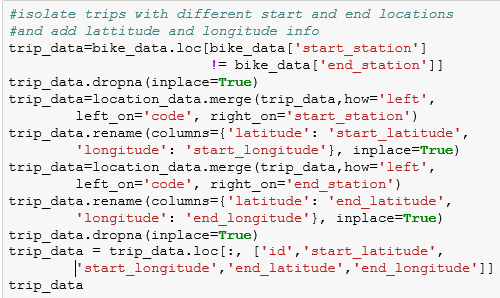 #isolate trips with different start and end locations
#and add lattitude and longitude info
trip_data=bike_data.loc[bike_data['start_station']
                        != bike_data['end_station']]
trip_data.dropna(inplace=True)
trip_data=location_data.merge(trip_data,how='left',
        left_on='code', right_on='start_station')
trip_data.rename(columns={'latitude': 'start_latitude',
        'longitude': 'start_longitude'}, inplace=True)
trip_data=location_data.merge(trip_data,how='left',
        left_on='code', right_on='end_station')
trip_data.rename(columns={'latitude': 'end_latitude',
        'longitude': 'end_longitude'}, inplace=True)
trip_data.dropna(inplace=True)
trip_data = trip_data.loc[:, ['id','start_latitude',
        'start_longitude','end_latitude','end_longitude']]
trip_data